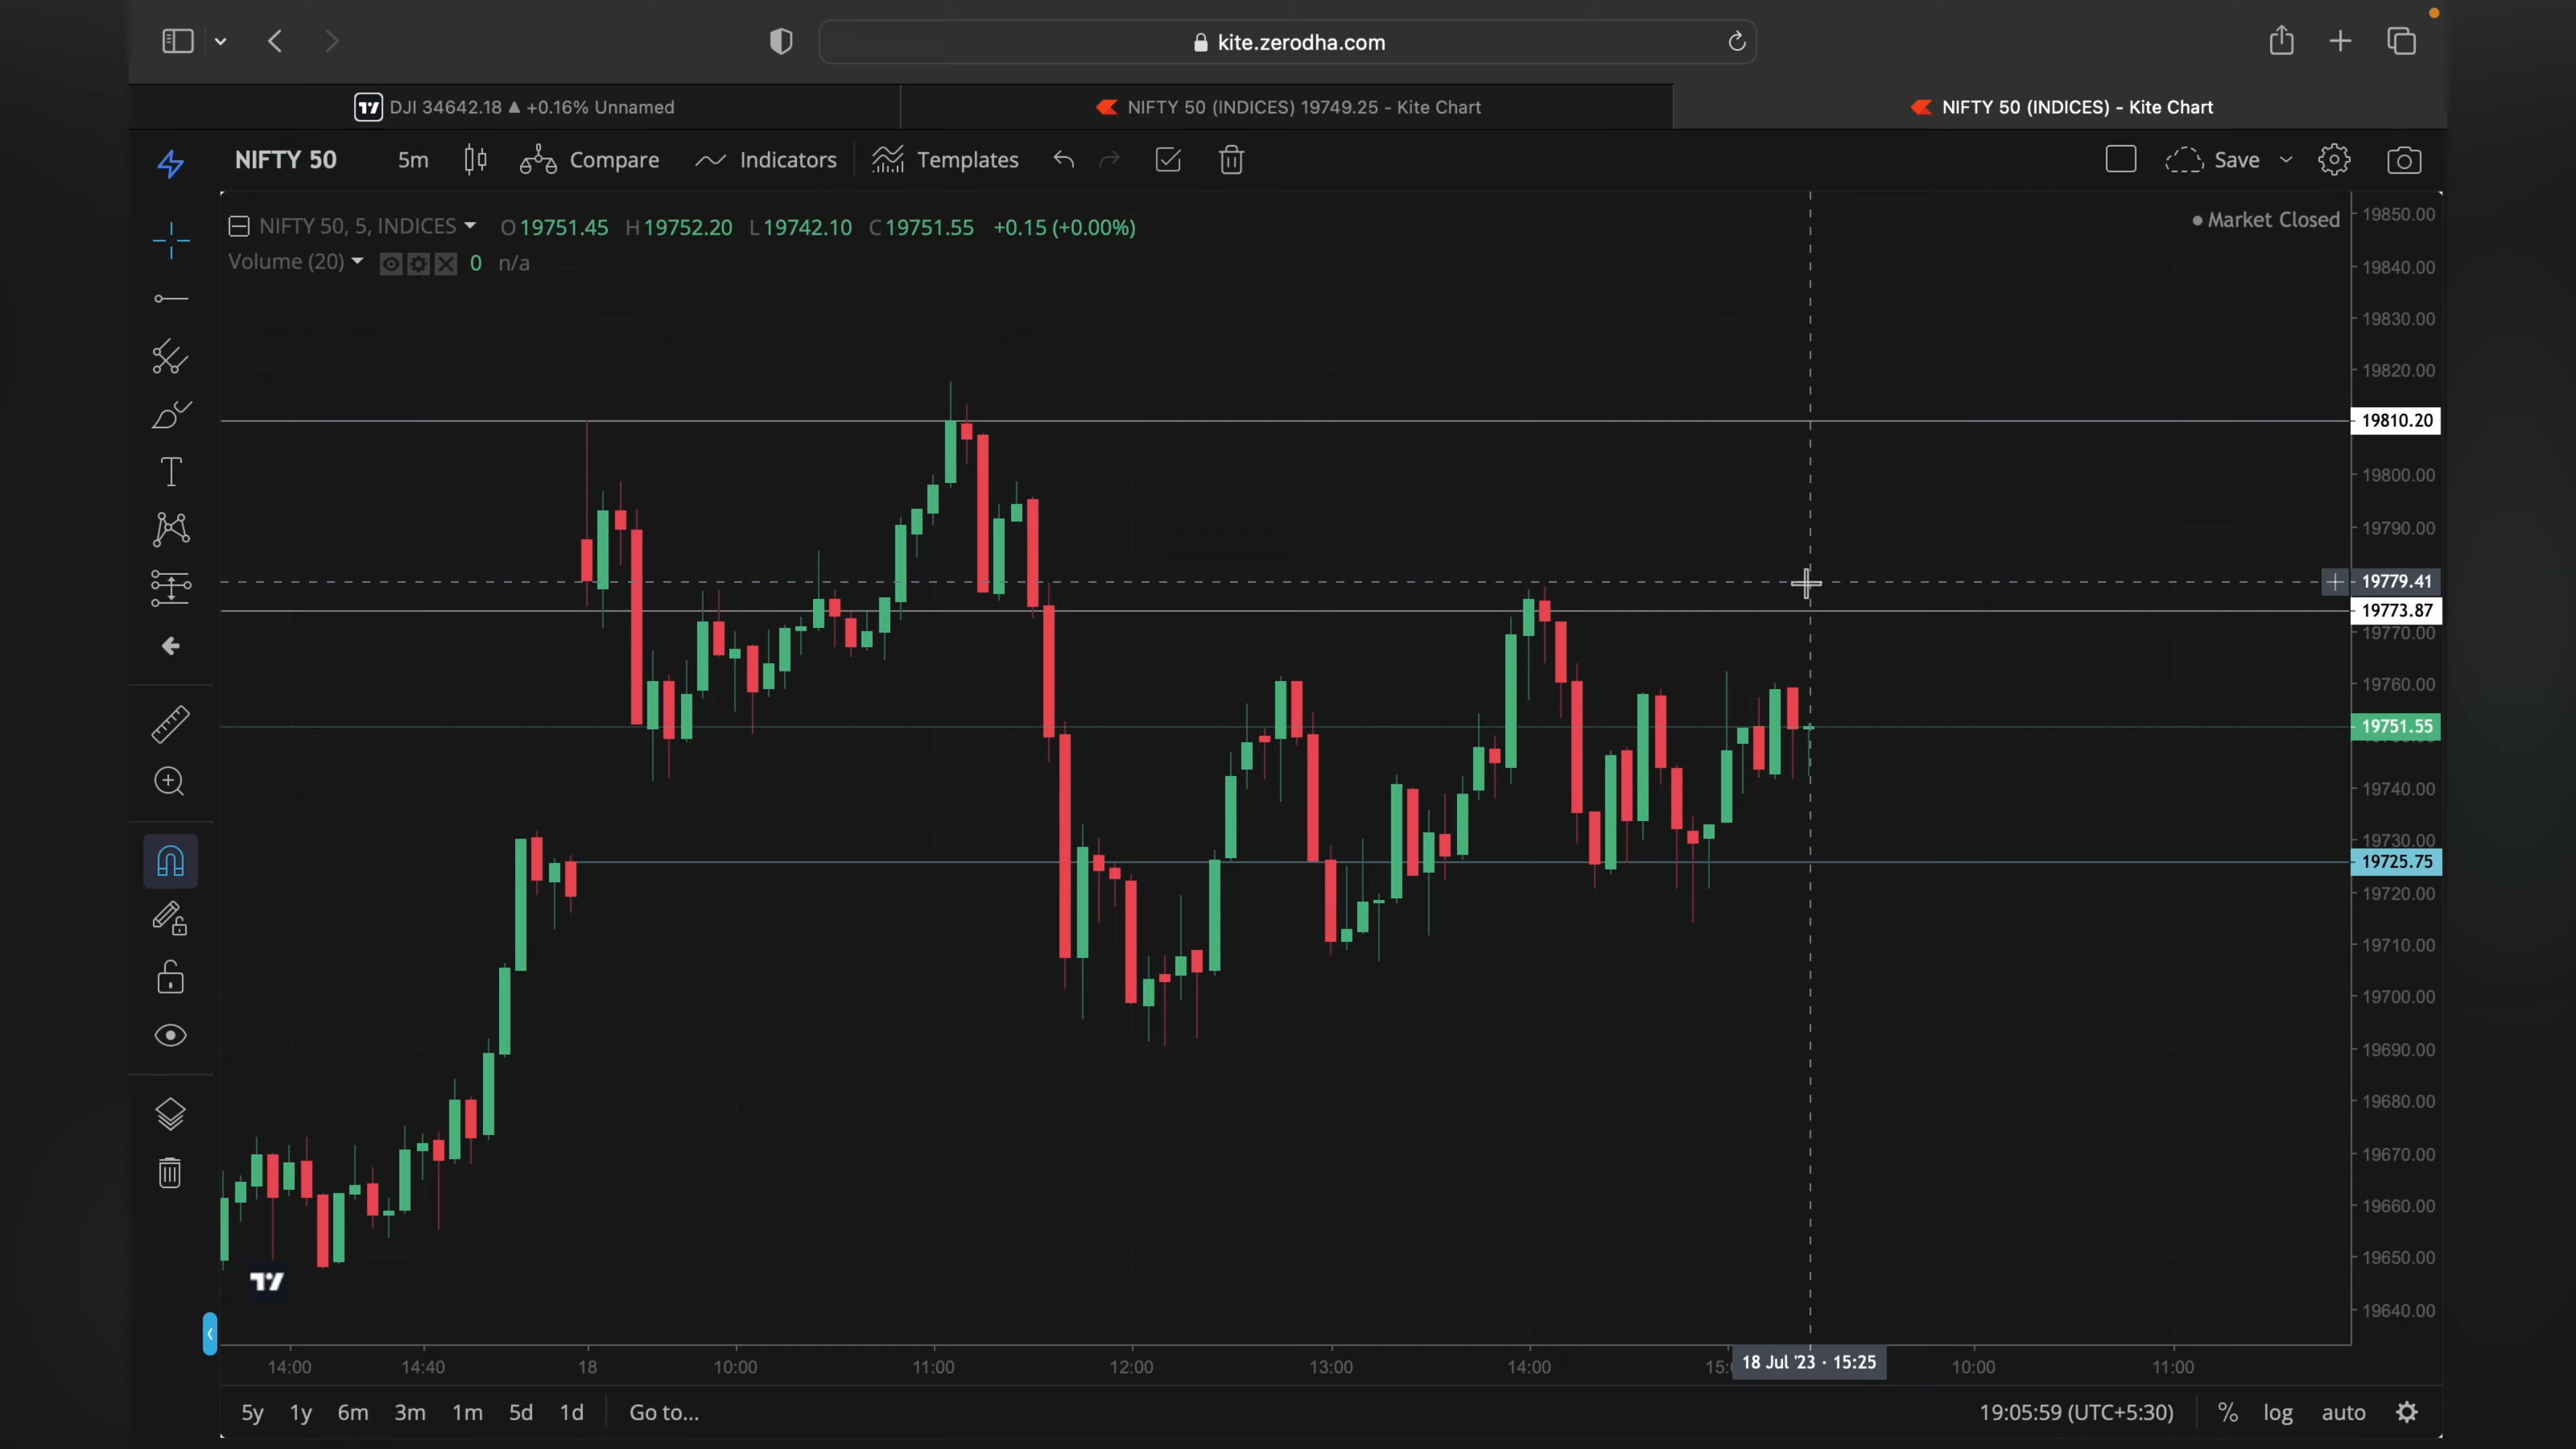 kite.zerodha.com
DJI 34642.18 ▲ +0.16% Unnamed
NIFTY 50 (INDICES) 19749.25 - Kite Chart
NIFTY 50 (INDICES) - Kite Chart
NIFTY 50 5m Compare Indicators Templates Save
NIFTY 50, 5, INDICES O19751.45 H19752.20 L19742.10 C19751.55 +0.15 (+0.00%)
Market Closed
Volume (20) 0 n/a
19850.00
19840.00
19830.00
19820.00
19810.20
19800.00
19790.00
19779.41
19773.87
19770.00
19760.00
19751.55
19740.00
19730.00
19725.75
19720.00
19710.00
19700.00
19690.00
19680.00
19670.00
19660.00
19650.00
19640.00
14:00 14:40 18 10:00 11:00 12:00 13:00 14:00 18 Jul '23 · 15:25 10:00 11:00
5y 1y 6m 3m 1m 5d 1d Go to... 19:05:59 (UTC+5:30) % log auto